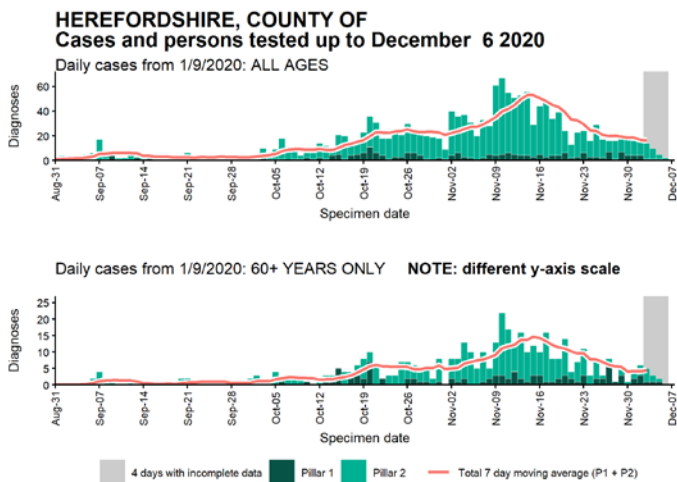 HEREFORDSHIRE, COUNTY OF
Cases and persons tested up to December 6 2020
Daily cases from 1/9/2020: ALL AGES
Diagnoses
60
40
20
0
Aug-31 Sep-07 Sep-14 Sep-21 Sep-28 Oct-05 Oct-12 Oct-19 Oct-26 Nov-02 Nov-09 Nov-16 Nov-23 Nov-30 Dec-07
Specimen date
Daily cases from 1/9/2020: 60+ YEARS ONLY NOTE: different y-axis scale
Diagnoses
25
20
15
10
5
0
Aug-31 Sep-07 Sep-14 Sep-21 Sep-28 Oct-05 Oct-12 Oct-19 Oct-26 Nov-02 Nov-09 Nov-16 Nov-23 Nov-30 Dec-07
Specimen date
4 days with incomplete data Pillar 1 Pillar 2 Total 7 day moving average (P1 + P2)